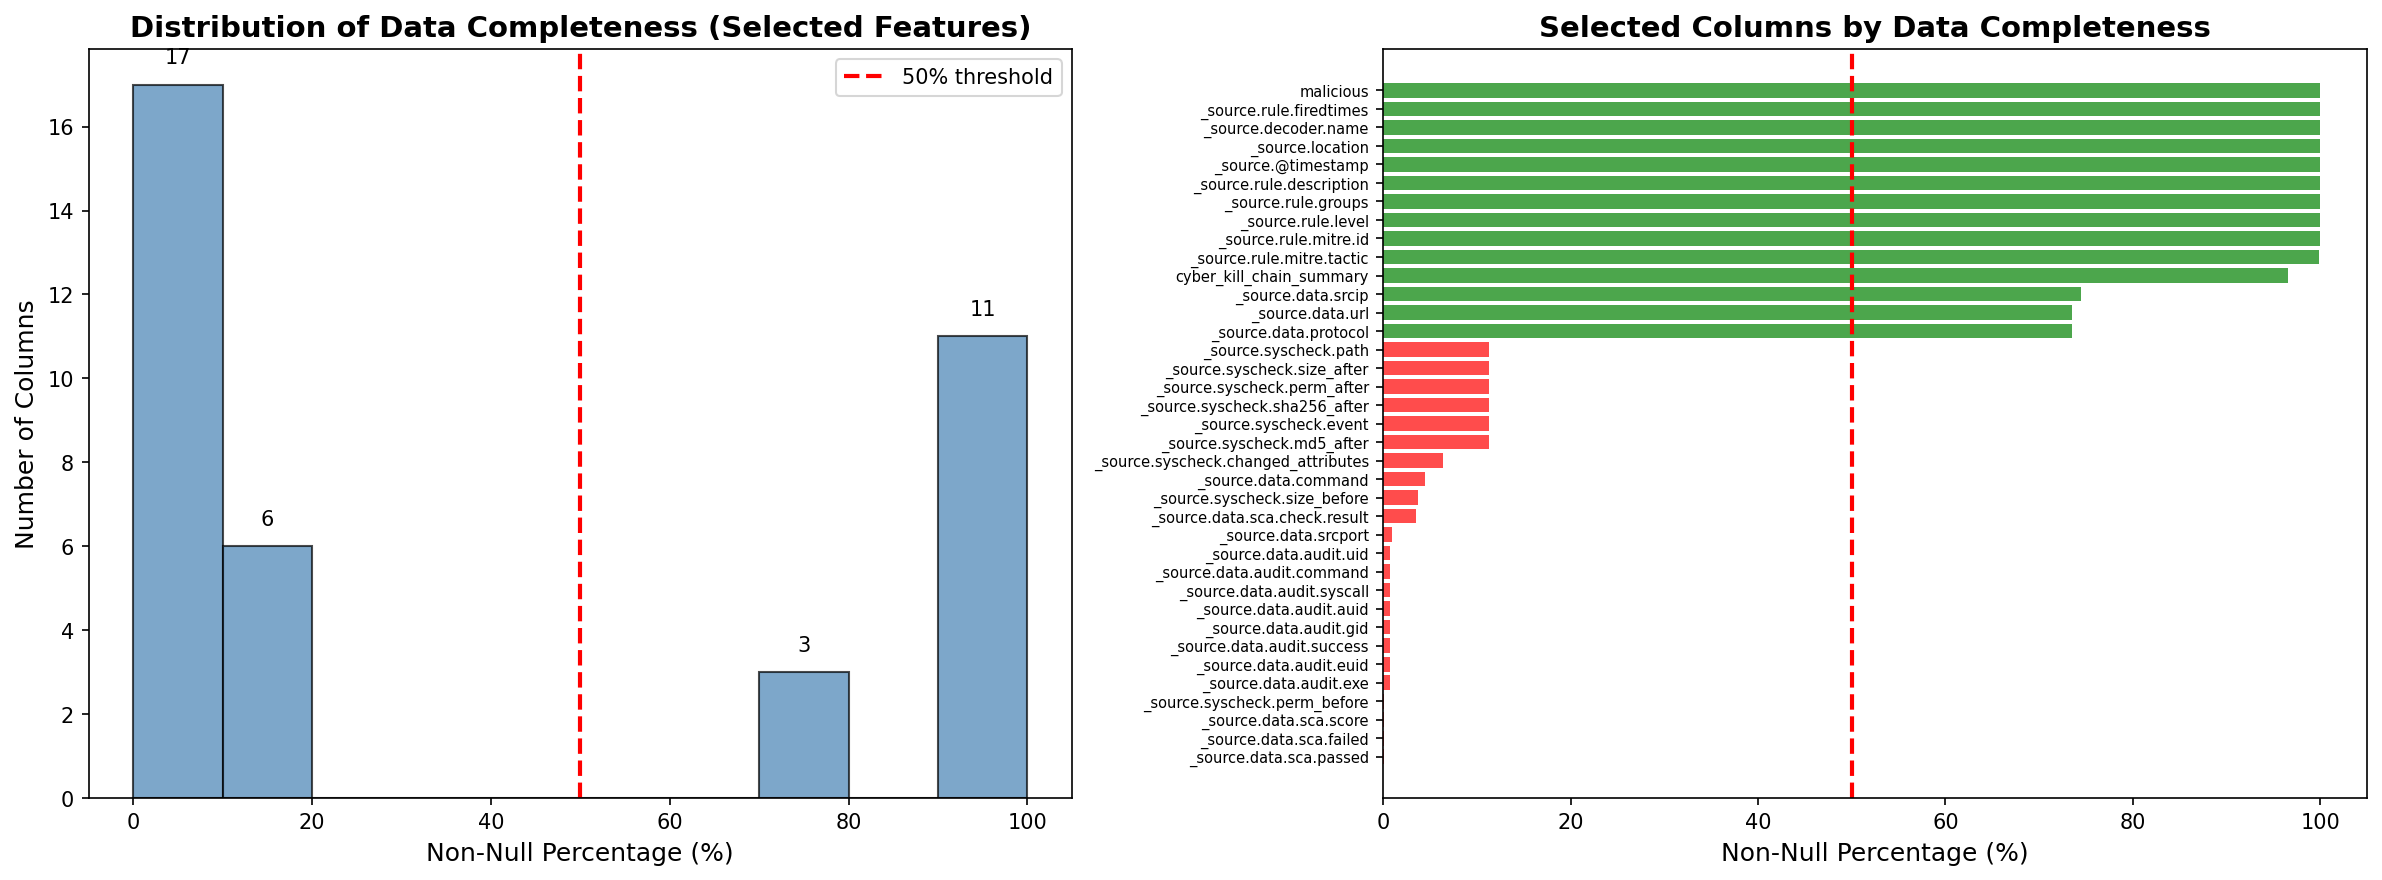 Distribution of Data Completeness (Selected Features)
17
50% threshold
11
6
3
16
14
12
10
8
6
4
2
0
Number of Columns
0 20 40 60 80 100
Non-Null Percentage (%)
Selected Columns by Data Completeness
malicious
_source.rule.firedtimes
_source.decoder.name
_source.location
_source.@timestamp
_source.rule.description
_source.rule.groups
_source.rule.level
_source.rule.mitre.id
_source.rule.mitre.tactic
cyber_kill_chain_summary
_source.data.srcip
_source.data.url
_source.data.protocol
_source.syscheck.path
_source.syscheck.size_after
_source.syscheck.perm_after
_source.syscheck.sha256_after
_source.syscheck.event
_source.syscheck.md5_after
_source.syscheck.changed_attributes
_source.data.command
_source.syscheck.size_before
_source.data.sca.check.result
_source.data.srcport
_source.data.audit.uid
_source.data.audit.command
_source.data.audit.syscall
_source.data.audit.auid
_source.data.audit.gid
_source.data.audit.success
_source.data.audit.euid
_source.data.audit.exe
_source.syscheck.perm_before
_source.data.sca.score
_source.data.sca.failed
_source.data.sca.passed
0 20 40 60 80 100
Non-Null Percentage (%)